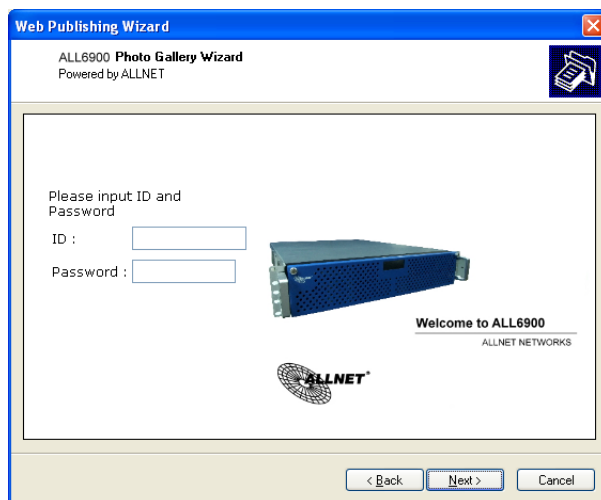 Web Publishing Wizard
ALL6900 Photo Gallery Wizard
Powered by ALLNET
Please input ID and
Password
ID :
Password :
Welcome to ALL6900
ALLNET NETWORKS
ALLNET®
< Back
Next >
Cancel